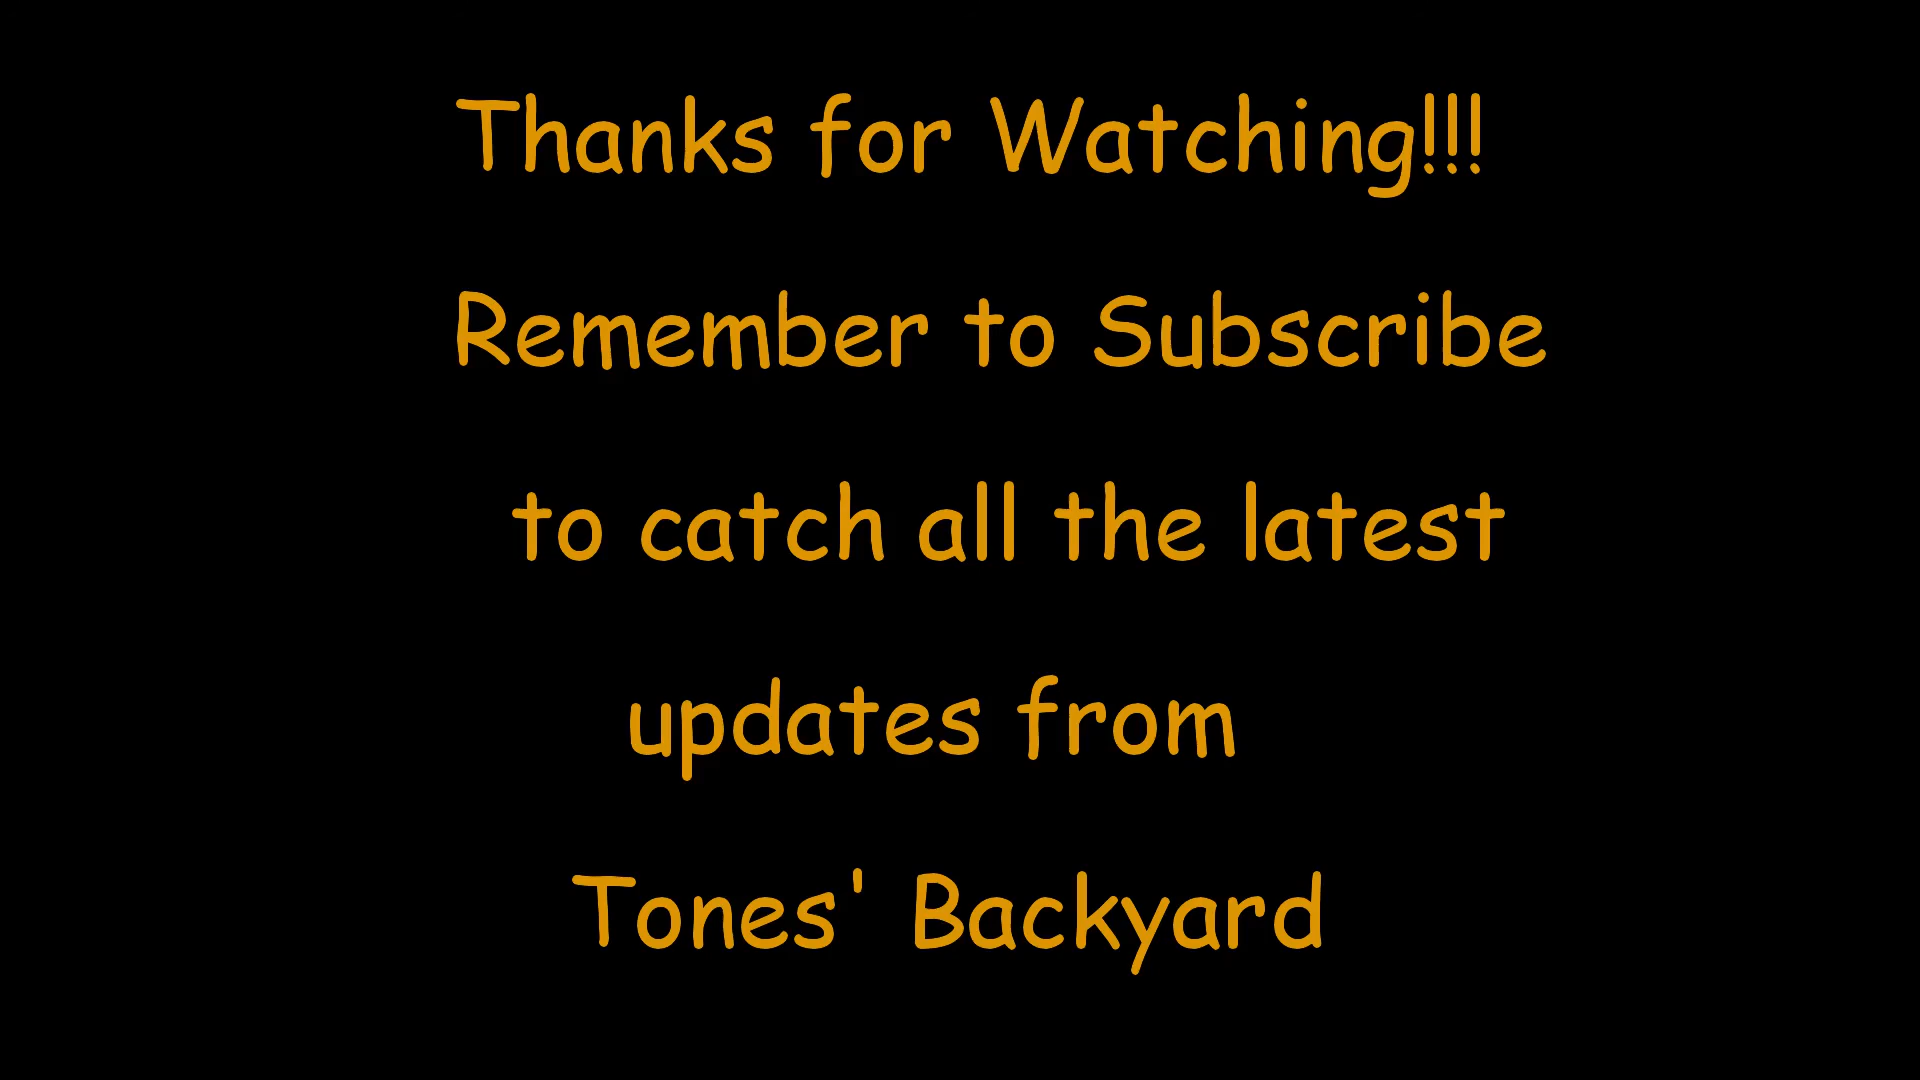 Thanks for Watching!!!
Remember to Subscribe
to catch all the latest
updates from
Tones' Backyard